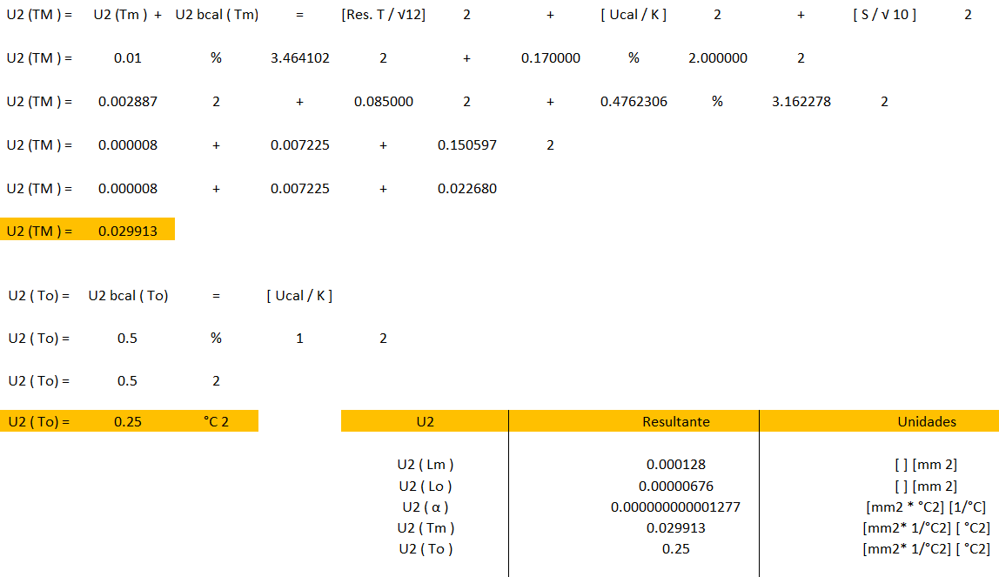 U2 (TM ) = U2 (Tm ) + U2 bcal ( Tm) = [Res. T / √12] 2 + [ Ucal / K ] 2 + [ S / √ 10 ] 2
U2 (TM ) = 0.01 % 3.464102 2 + 0.170000 % 2.000000 2
U2 (TM ) = 0.002887 2 + 0.085000 2 + 0.4762306 % 3.162278 2
U2 (TM ) = 0.000008 + 0.007225 + 0.150597 2
U2 (TM ) = 0.000008 + 0.007225 + 0.022680
U2 (TM ) = 0.029913
U2 ( To) = U2 bcal ( To) = [ Ucal / K ]
U2 ( To) = 0.5 % 1 2
U2 ( To) = 0.5 2
U2 ( To) = 0.25 °C 2
U2 Resultante Unidades
U2 ( Lm ) 0.000128 [ ] [mm 2]
U2 ( Lo ) 0.00000676 [ ] [mm 2]
U2 ( α ) 0.000000000001277 [mm2 * °C2] [1/°C]
U2 ( Tm ) 0.029913 [mm2* 1/°C2] [ °C2]
U2 ( To ) 0.25 [mm2* 1/°C2] [ °C2]